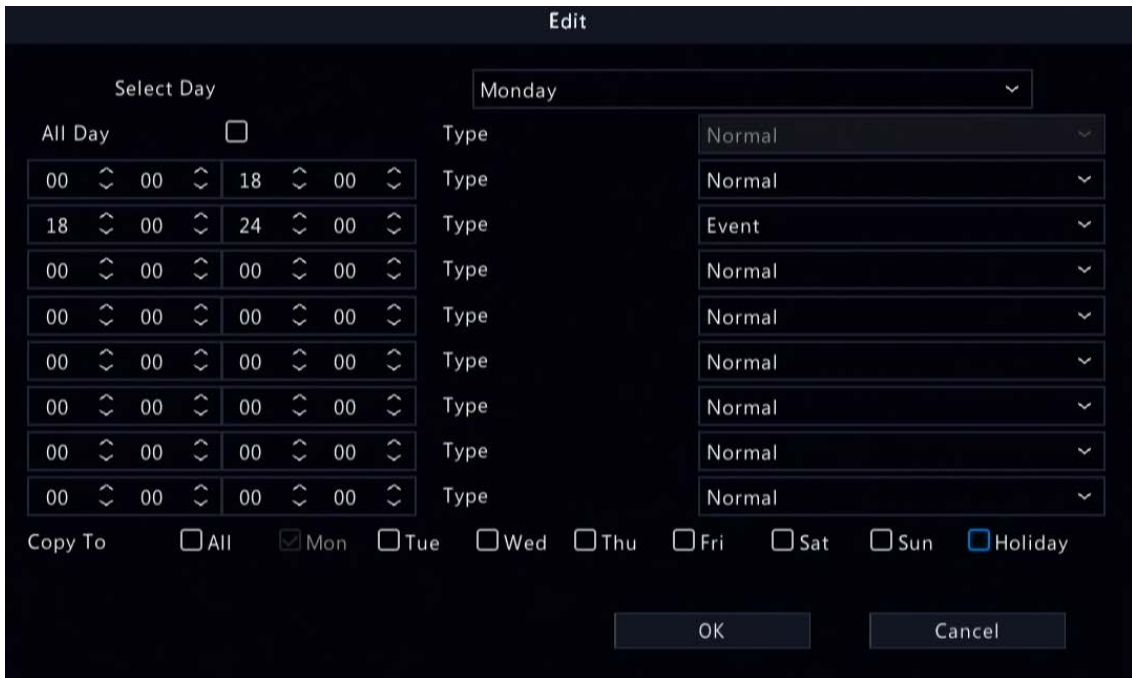 Edit
Select Day Monday
All Day Type Normal
00 00 18 00 Type Normal
18 00 24 00 Type Event
00 00 00 00 Type Normal
00 00 00 00 Type Normal
00 00 00 00 Type Normal
00 00 00 00 Type Normal
00 00 00 00 Type Normal
00 00 00 00 Type Normal
Copy To All Mon Tue Wed Thu Fri Sat Sun Holiday
OK Cancel